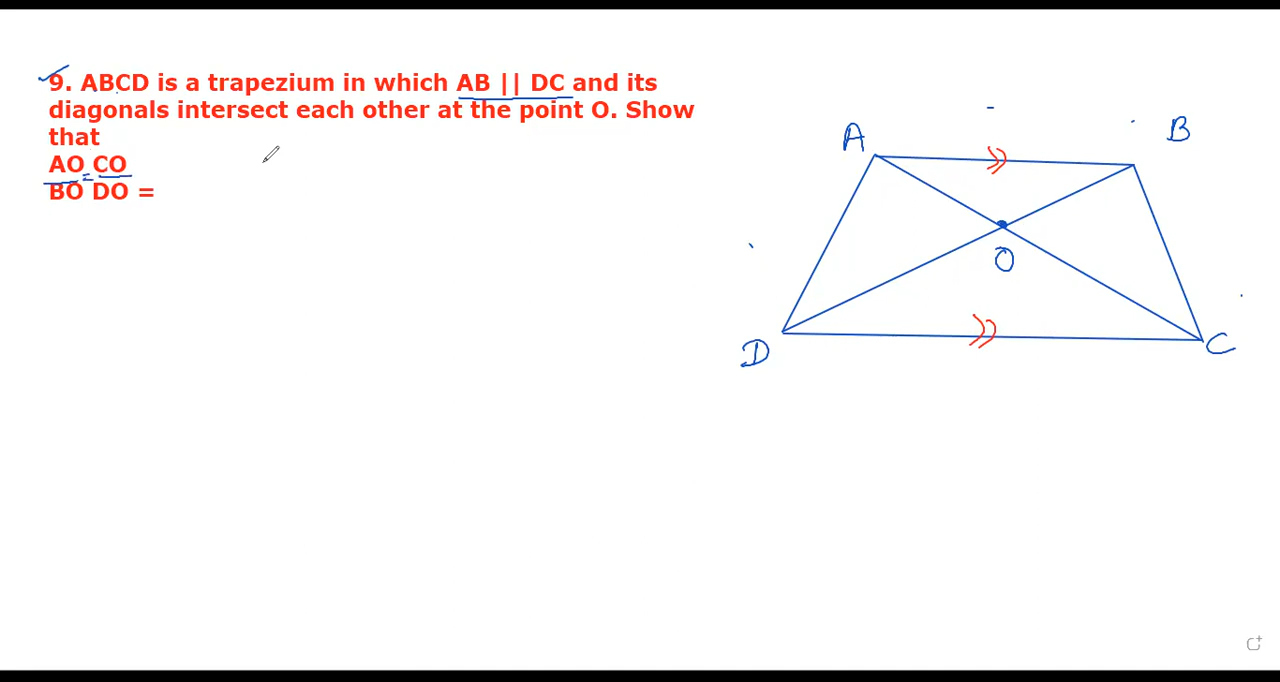 9. ABCD is a trapezium in which AB || DC and its
diagonals intersect each other at the point O. Show
that
AO = CO
BO DO =
A
B
O
D
C